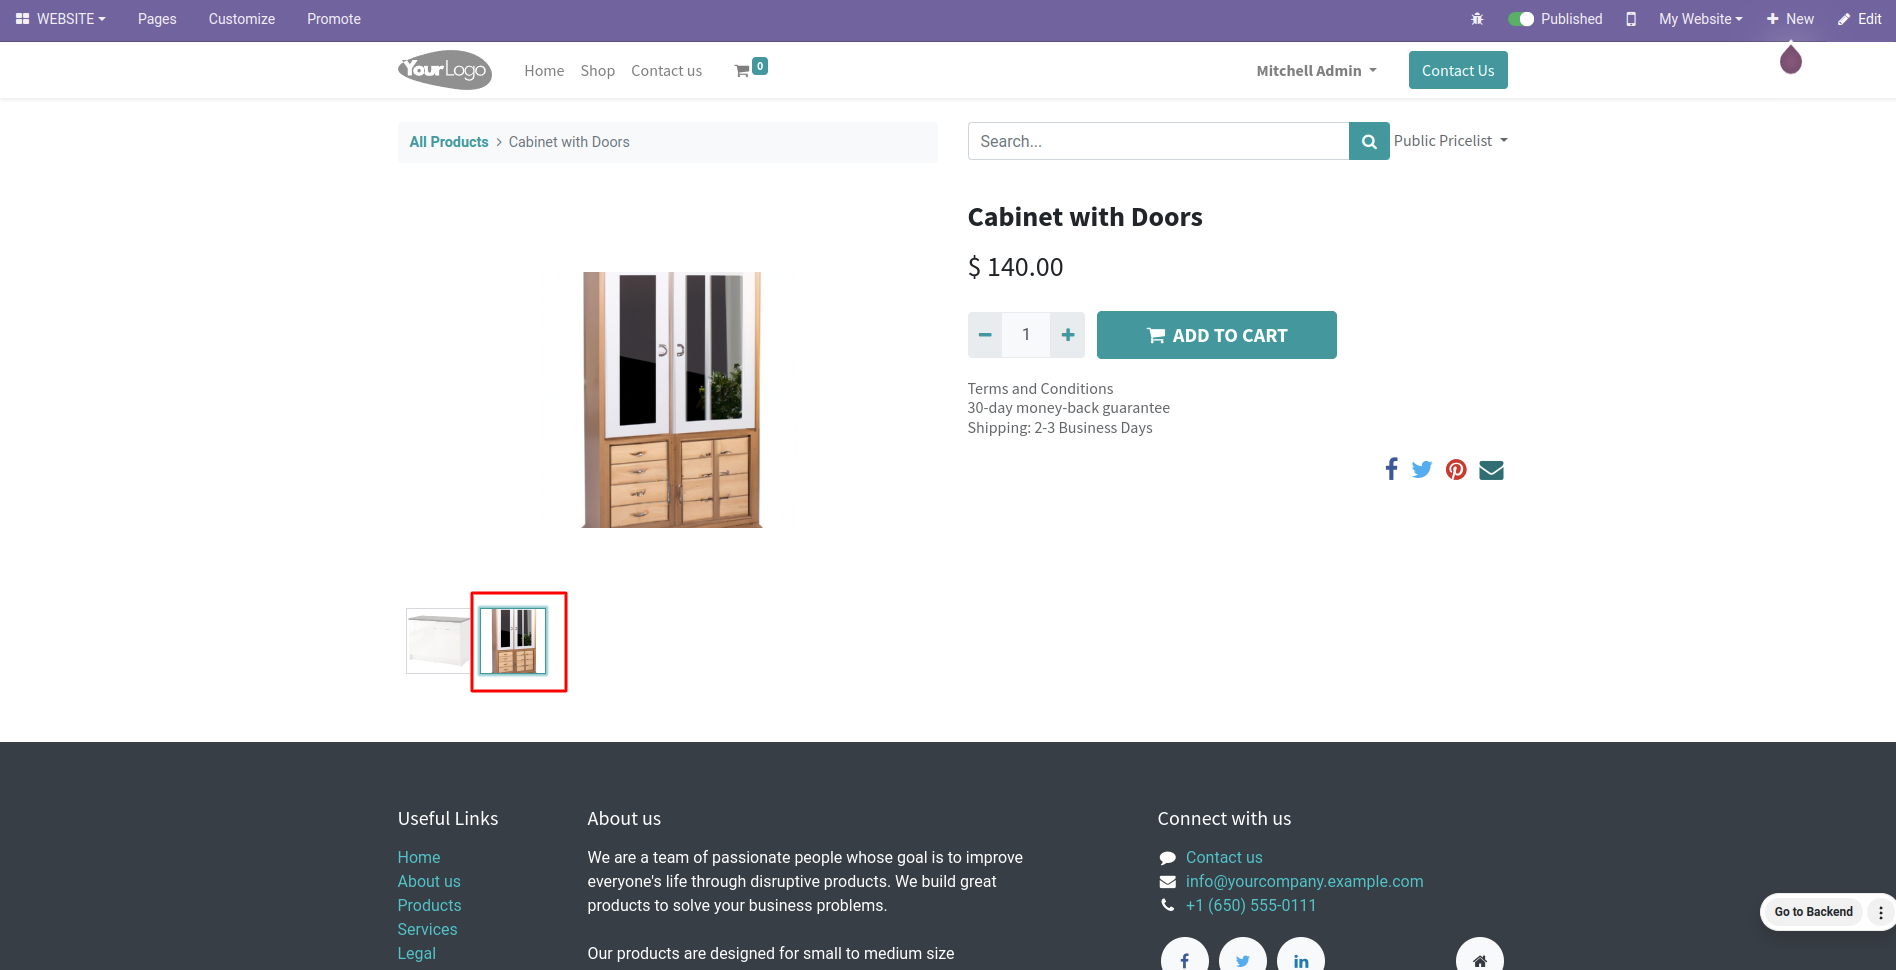 WEBSITE Pages Customize Promote Published My Website New Edit
YourLogo Home Shop Contact us 0 Mitchell Admin Contact Us
All Products > Cabinet with Doors Search... Public Pricelist
Cabinet with Doors
$ 140.00
1 ADD TO CART
Terms and Conditions
30-day money-back guarantee
Shipping: 2-3 Business Days
Useful Links
Home
About us
Products
Services
Legal
About us
We are a team of passionate people whose goal is to improve
everyone's life through disruptive products. We build great
products to solve your business problems.
Our products are designed for small to medium size
Connect with us
Contact us
info@yourcompany.example.com
+1 (650) 555-0111
Go to Backend